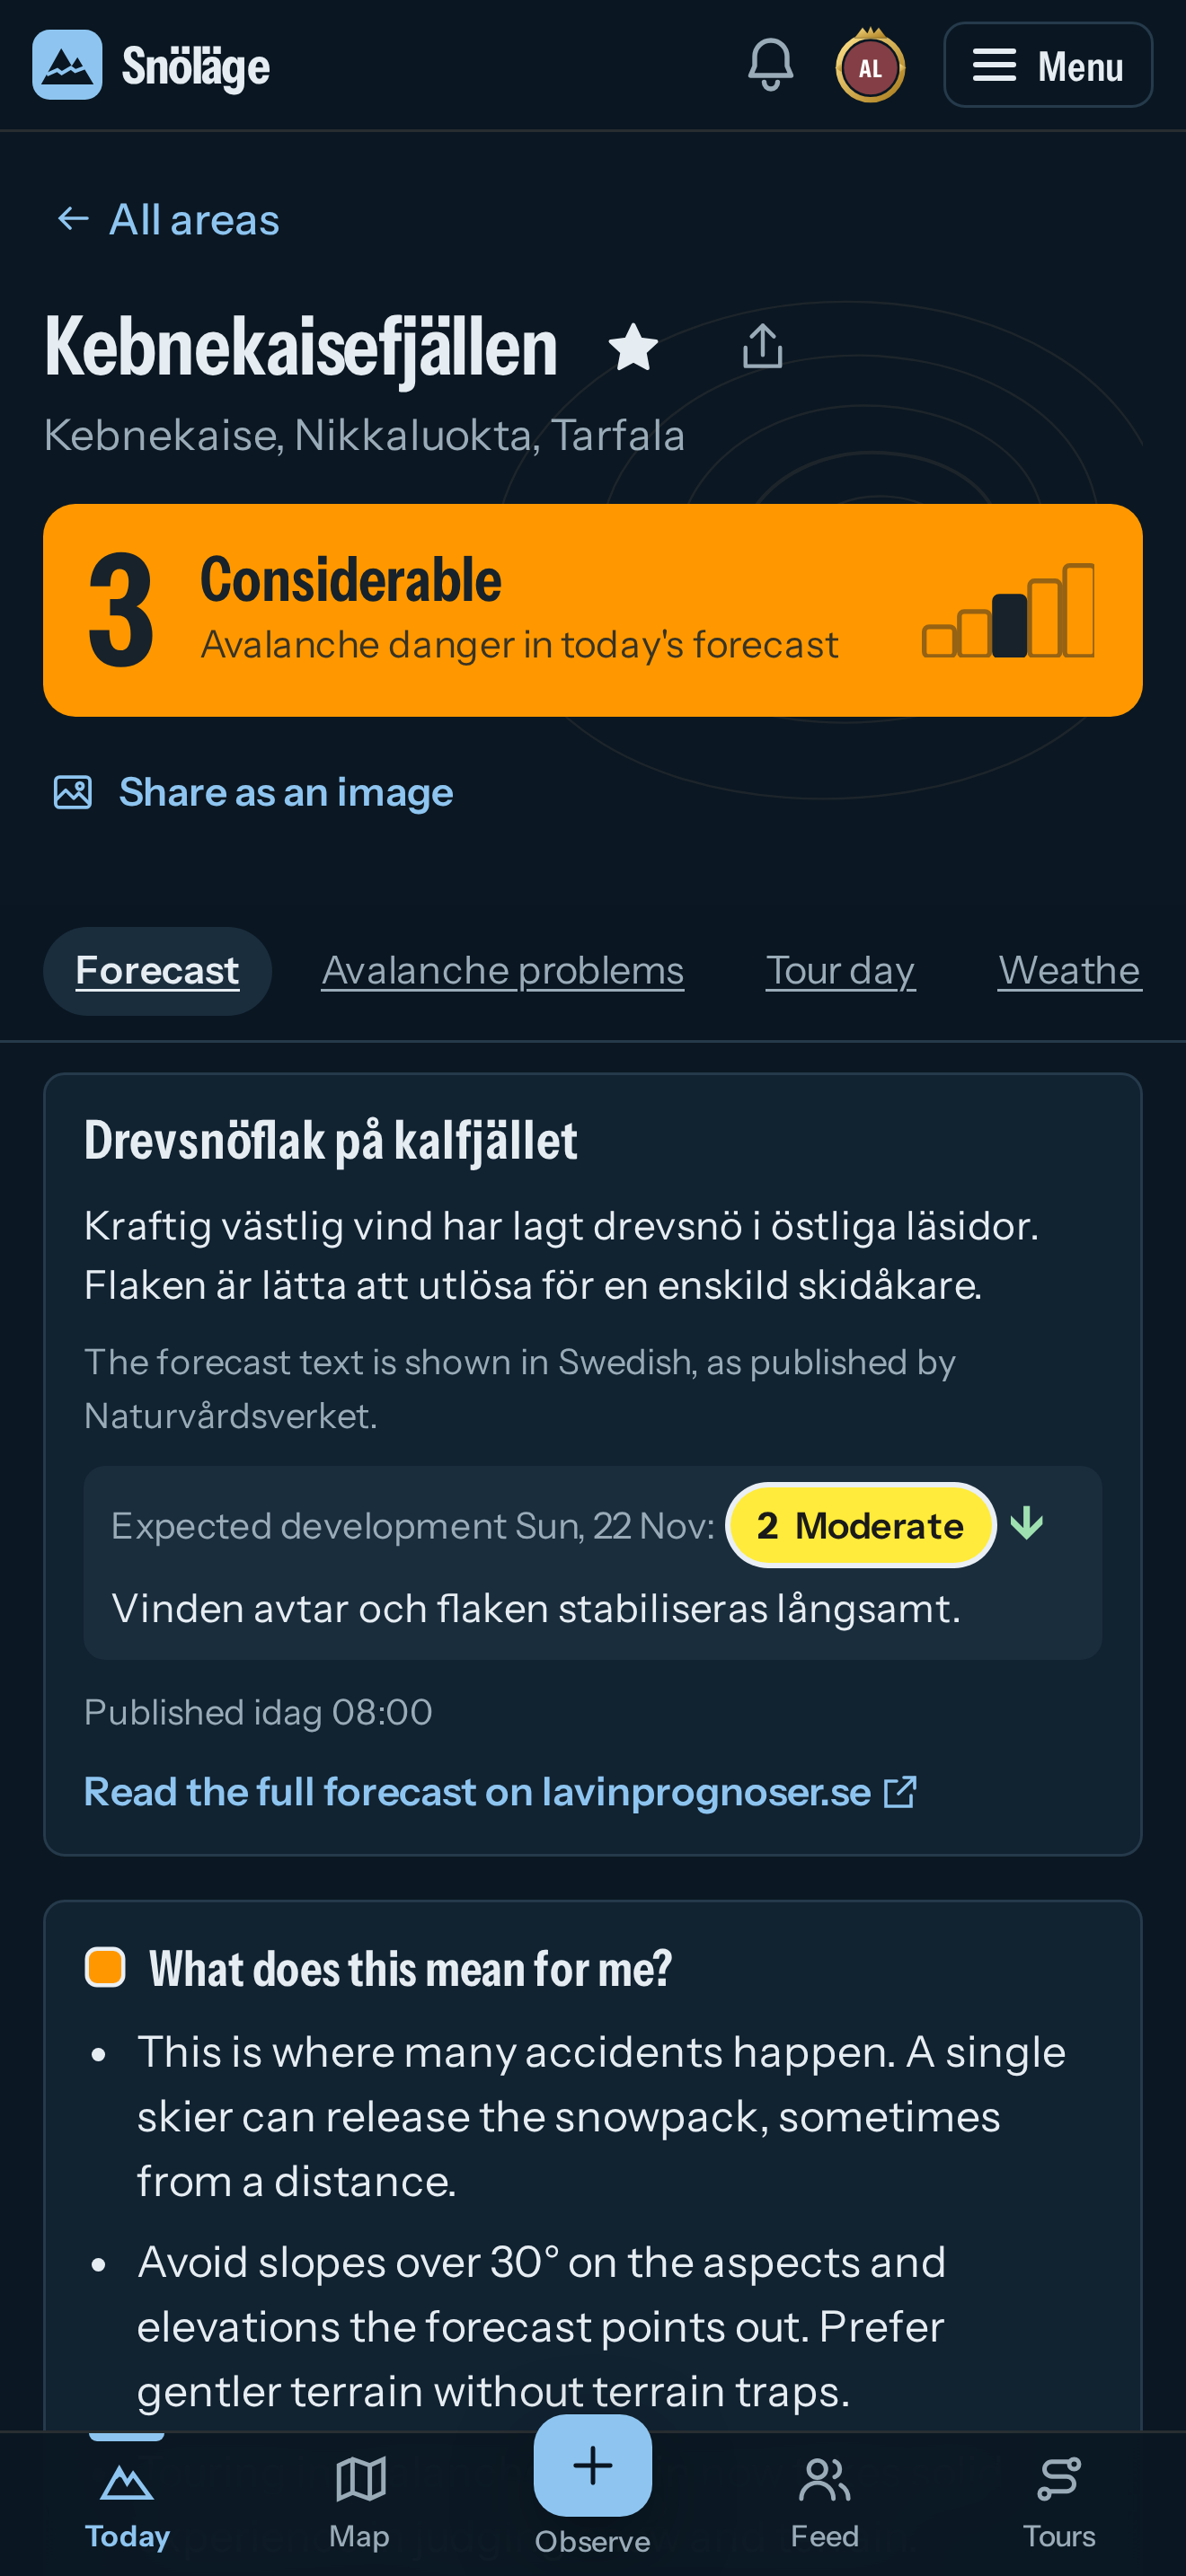 Snöläge
AL
Menu
← All areas
Kebnekaisefjällen
Kebnekaise, Nikkaluokta, Tarfala
3
Considerable
Avalanche danger in today's forecast
Share as an image
Forecast
Avalanche problems
Tour day
Weathe
Drevsnöflak på kalfjället
Kraftig västlig vind har lagt drevsnö i östliga läsidor.
Flaken är lätta att utlösa för en enskild skidåkare.
The forecast text is shown in Swedish, as published by
Naturvårdsverket.
Expected development Sun, 22 Nov: 2 Moderate ↓
Vinden avtar och flaken stabiliseras långsamt.
Published idag 08:00
Read the full forecast on lavinprognoser.se
What does this mean for me?
• This is where many accidents happen. A single
skier can release the snowpack, sometimes
from a distance.
• Avoid slopes over 30° on the aspects and
elevations the forecast points out. Prefer
gentler terrain without terrain traps.
Today
Map
Observe
Feed
Tours